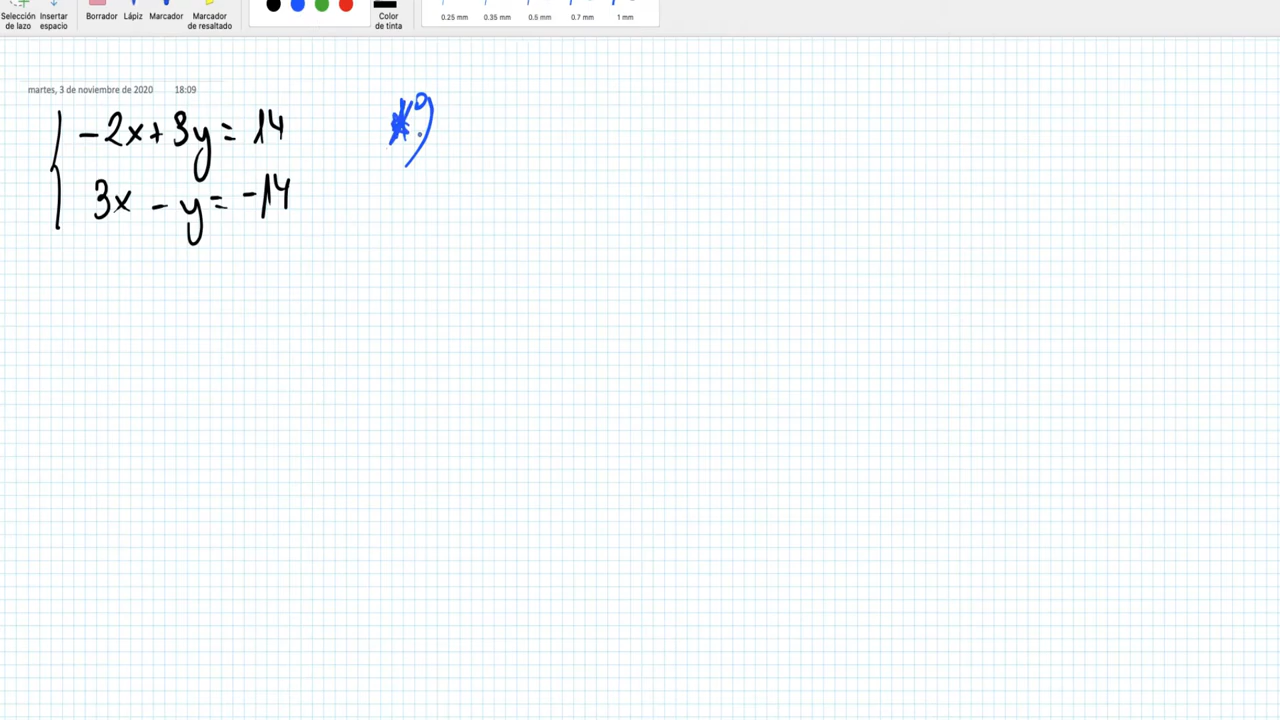 Selección de lazo
Insertar espacio
Borrador
Lápiz
Marcador
Marcador de resaltado
Color de tinta
0.25 mm
0.35 mm
0.5 mm
0.7 mm
1 mm
martes, 3 de noviembre de 2020 18:09
-2x+3y=14
3x-y=-14